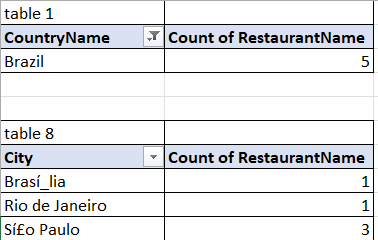 table 1
CountryName Count of RestaurantName
Brazil 5
table 8
City Count of RestaurantName
Brasí_lia 1
Rio de Janeiro 1
Sí£o Paulo 3